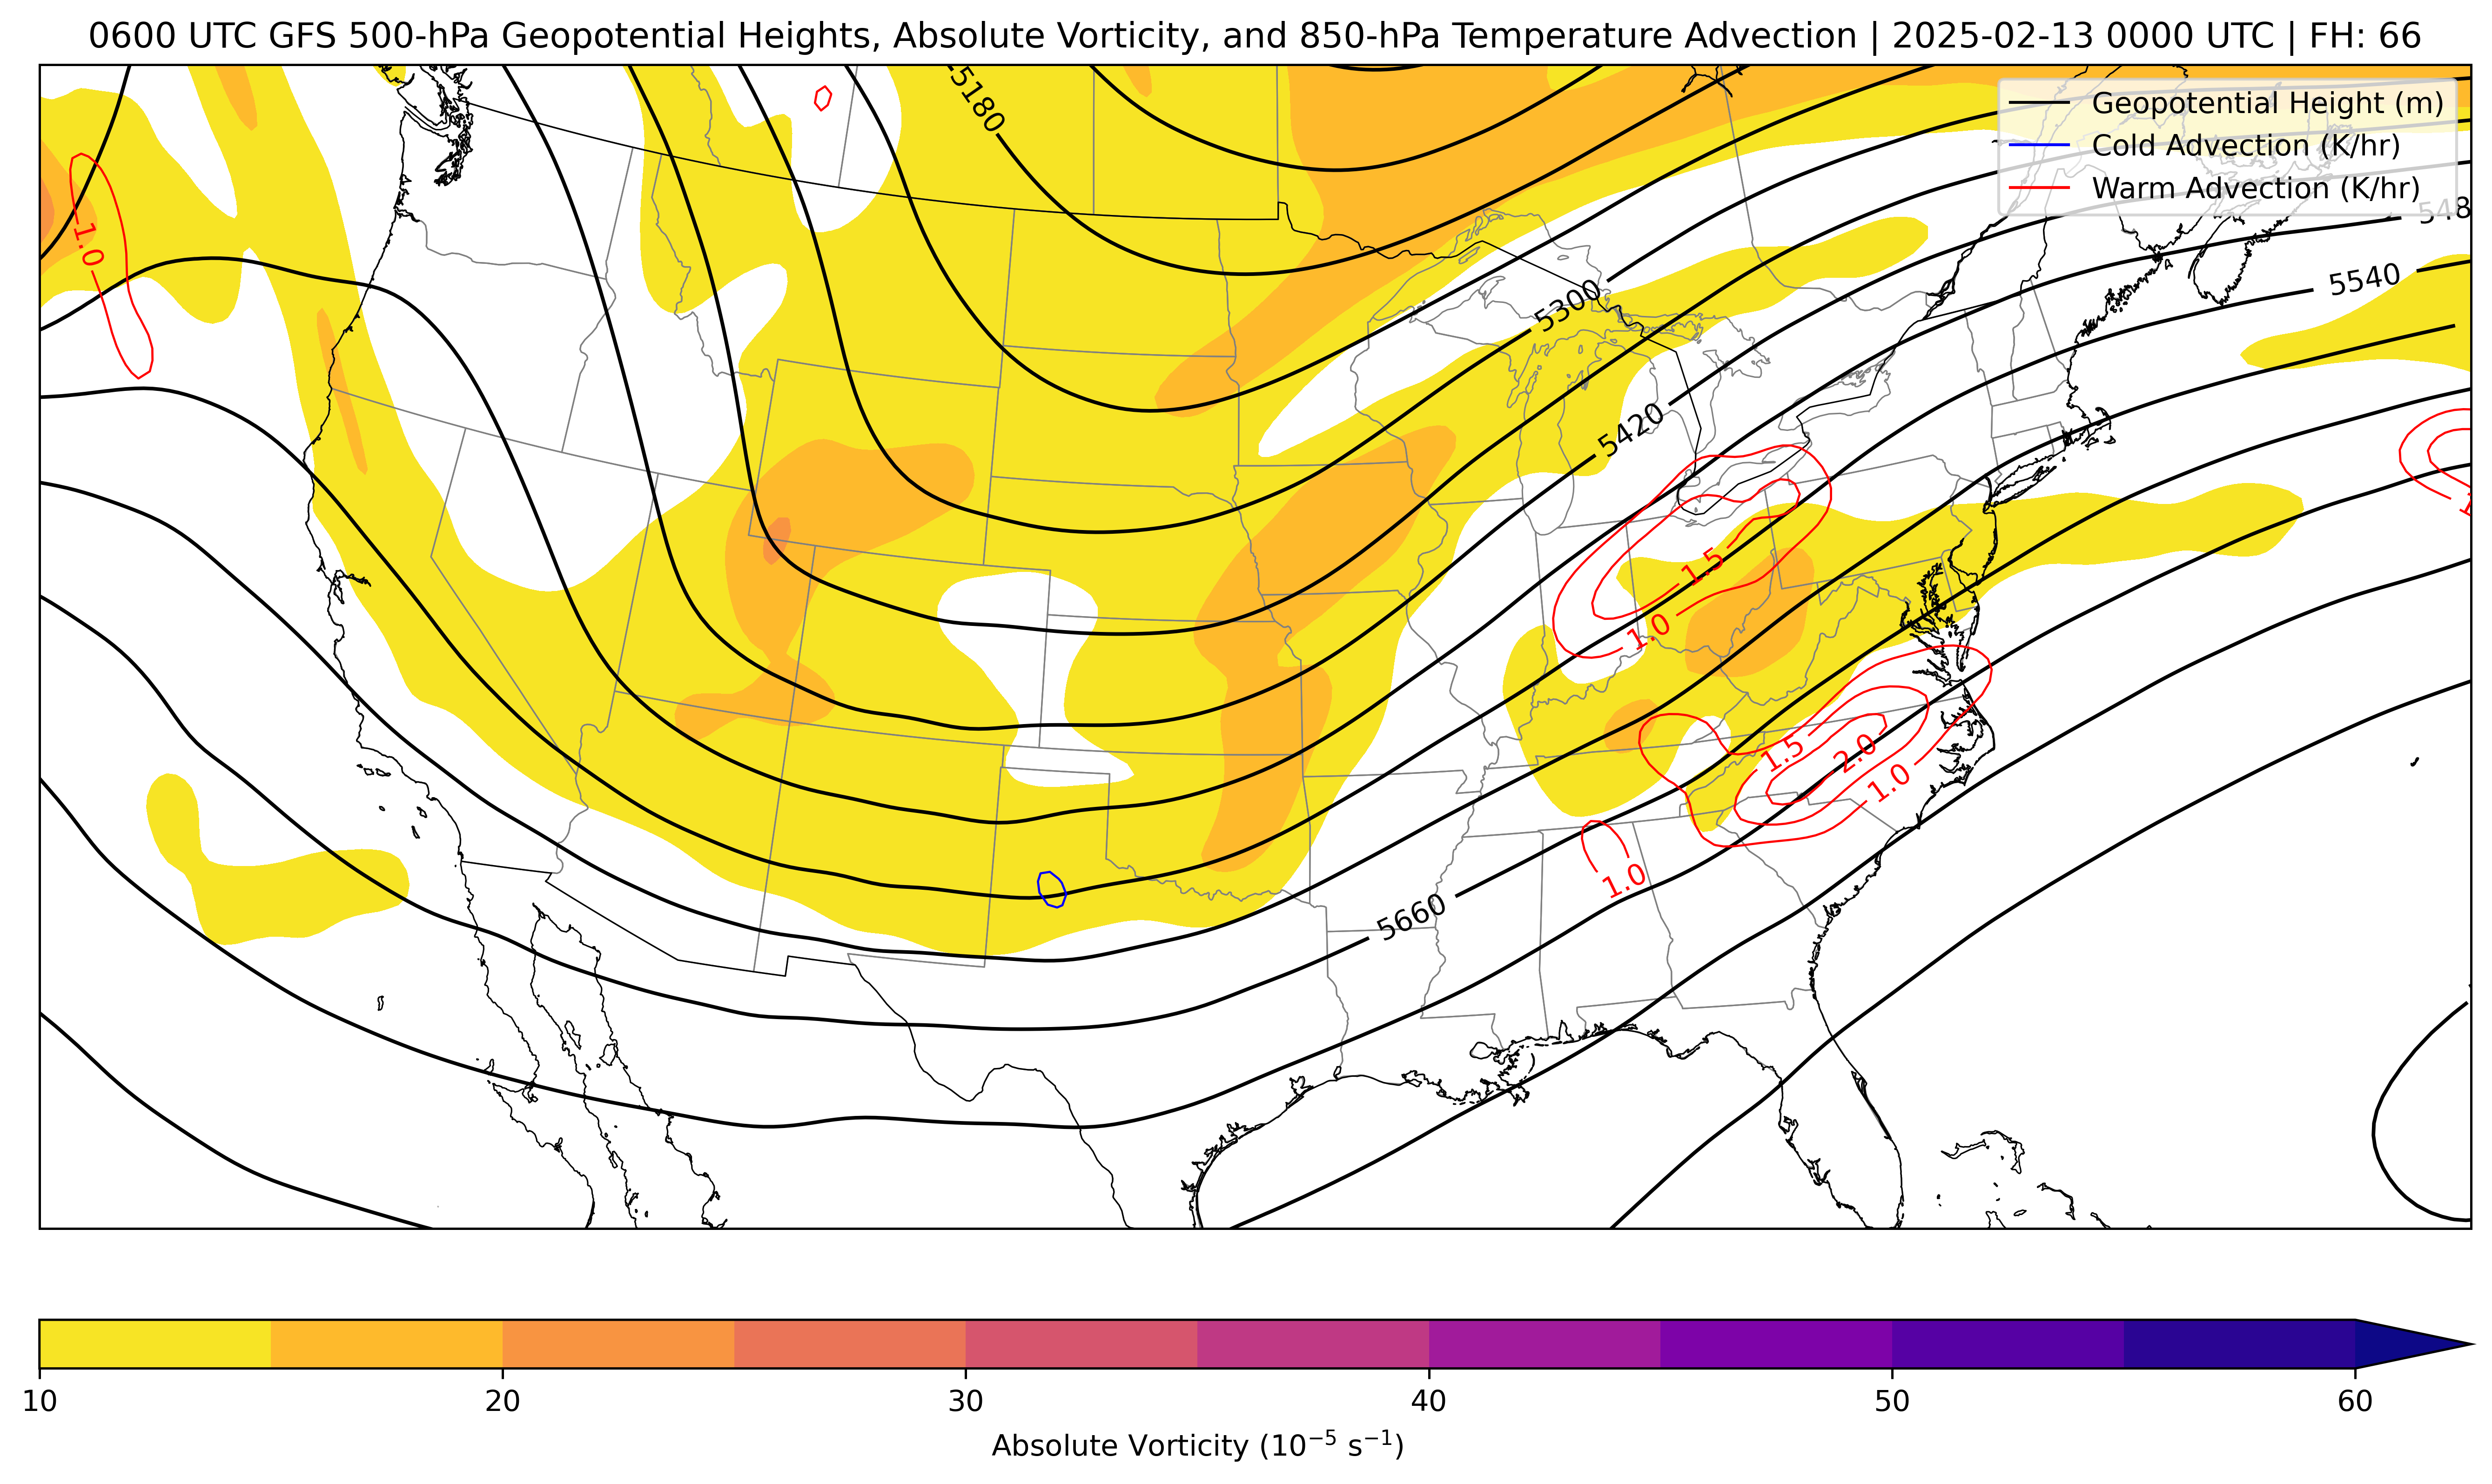 0600 UTC GFS 500-hPa Geopotential Heights, Absolute Vorticity, and 850-hPa Temperature Advection | 2025-02-13 0000 UTC | FH: 66
Geopotential Height (m)
Cold Advection (K/hr)
Warm Advection (K/hr)
5180
5540
5300
5420
5660
1.0
1.5
1.0
1.5
2.0
1.0
1.0
10 20 30 40 50 60
Absolute Vorticity (10⁻⁵ s⁻¹)